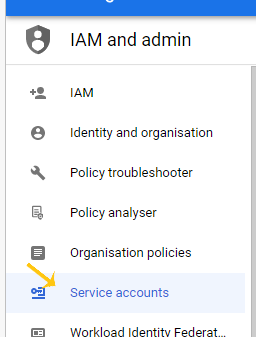 IAM and admin
IAM
Identity and organisation
Policy troubleshooter
Policy analyser
Organisation policies
Service accounts
Workload Identity Federat...